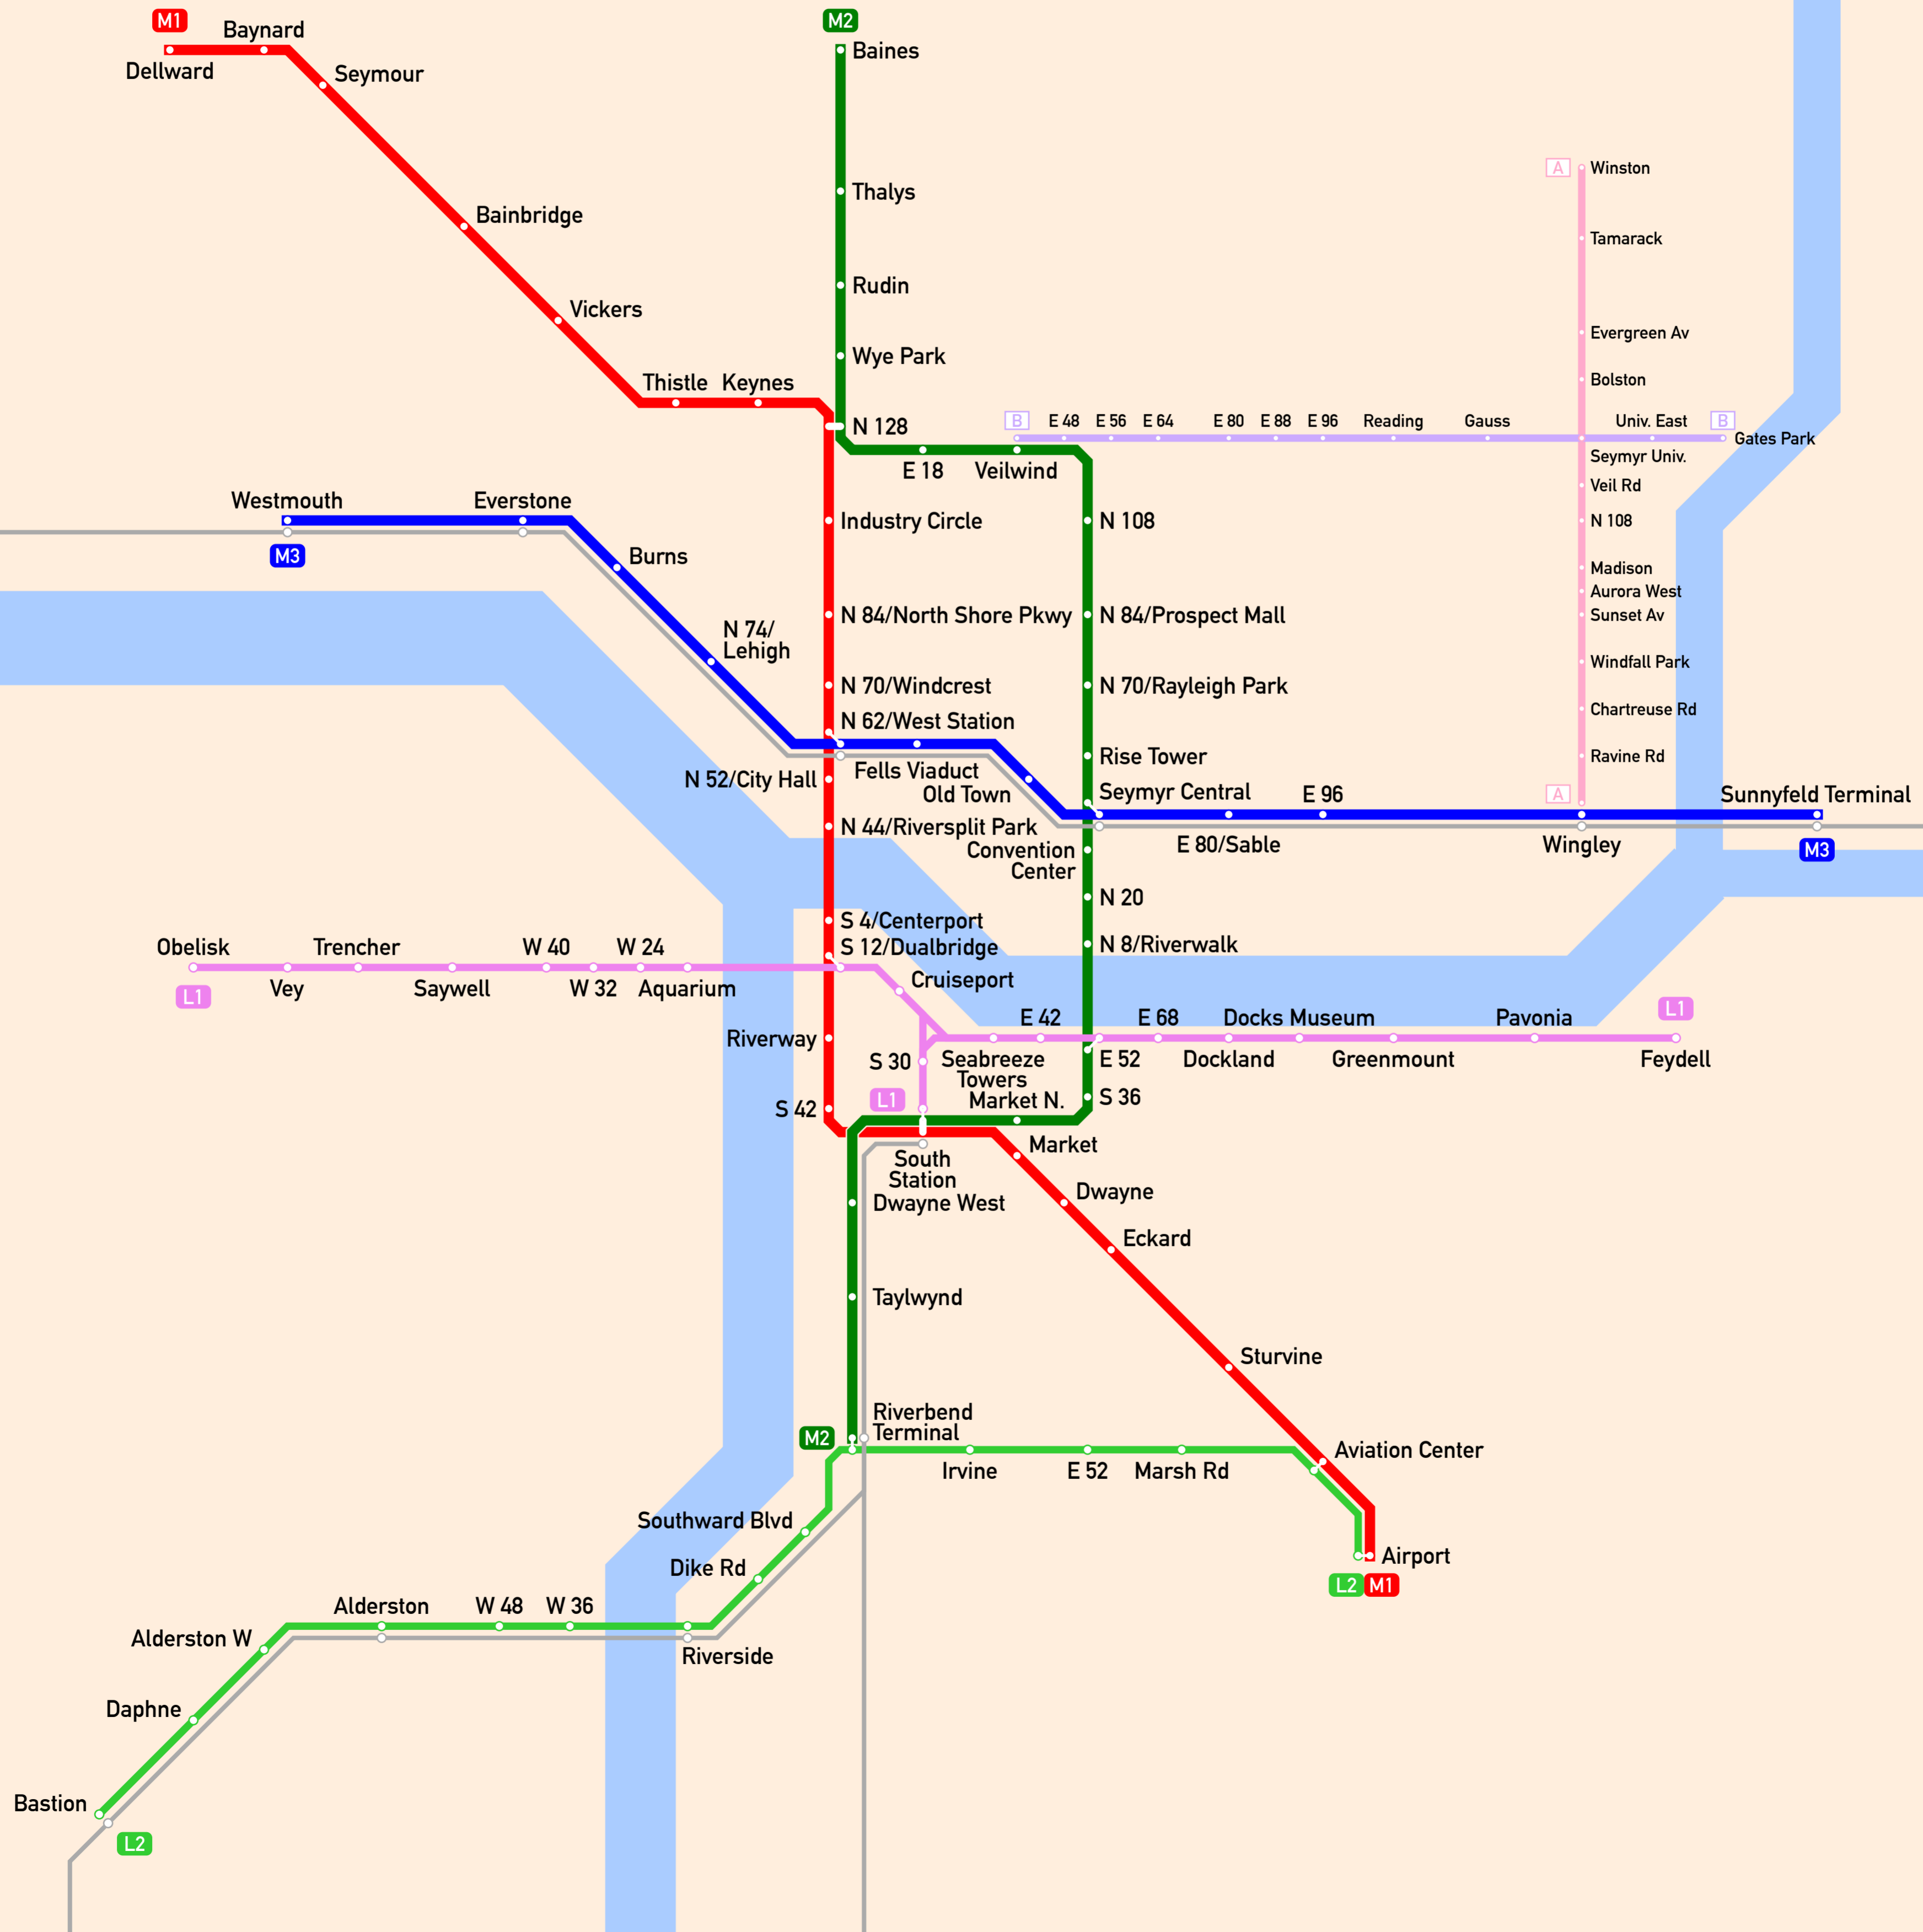 M1
M2
Baynard
Dellward
Baines
Seymour
Winston
A
Thalys
Bainbridge
Tamarack
Rudin
Vickers
Evergreen Av
Wye Park
Thistle
Keynes
Bolston
N 128
B
E 48
E 56
E 64
E 80
E 88
E 96
Reading
Gauss
Univ. East
B
Gates Park
E 18
Veilwind
Seymyr Univ.
Veil Rd
Westmouth
Everstone
Industry Circle
N 108
N 108
M3
Burns
Madison
Aurora West
N 84/North Shore Pkwy
N 84/Prospect Mall
Sunset Av
N 74/
Lehigh
Windfall Park
N 70/Windcrest
N 70/Rayleigh Park
Chartreuse Rd
N 62/West Station
Rise Tower
Ravine Rd
Fells Viaduct
N 52/City Hall
Old Town
Seymyr Central
E 96
A
Sunnyfeld Terminal
N 44/Riversplit Park
E 80/Sable
Wingley
M3
Convention
Center
N 20
S 4/Centerport
N 8/Riverwalk
Obelisk
Trencher
W 40
W 24
S 12/Dualbridge
L1
Vey
Saywell
W 32
Aquarium
Cruiseport
L1
E 42
E 68
Docks Museum
Pavonia
Riverway
S 30
Seabreeze
Towers
E 52
Dockland
Greenmount
Feydell
L1
Market N.
S 36
S 42
Market
South
Station
Dwayne
Dwayne West
Eckard
Taylwynd
Sturvine
Riverbend
Terminal
M2
Aviation Center
Irvine
E 52
Marsh Rd
Southward Blvd
Airport
Dike Rd
L2
M1
Alderston
W 48
W 36
Alderston W
Riverside
Daphne
Bastion
L2